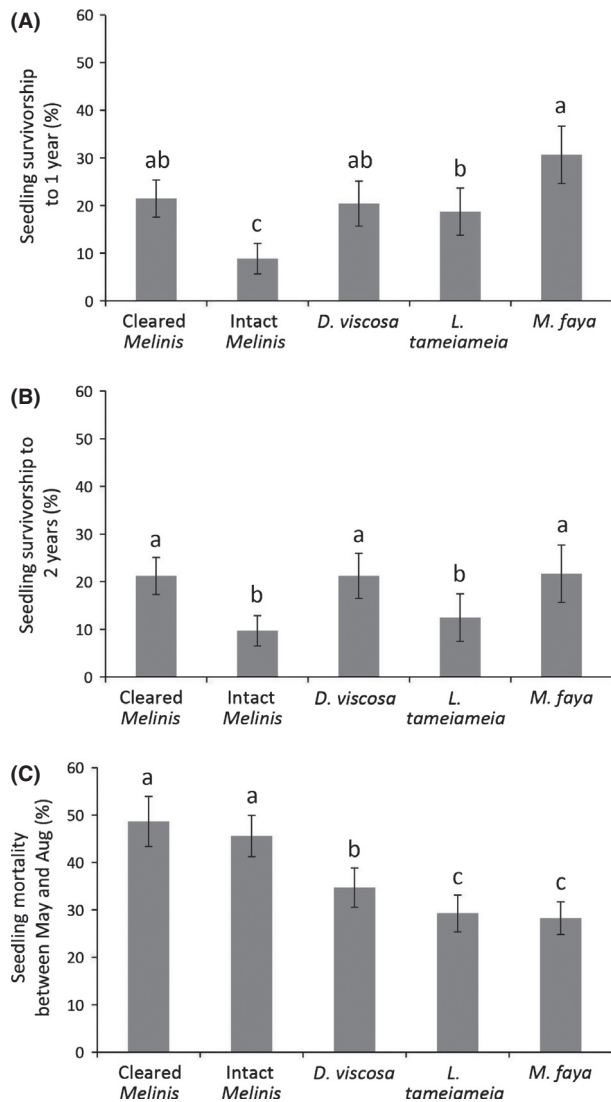 (A)
Seedling survivorship
to 1 year (%)
60
50
40
30
20
10
0
ab
c
ab
b
a
Cleared
Melinis
Intact
Melinis
D. viscosa
L.
tameiameia
M. faya
(B)
Seedling survivorship to
2 years (%)
60
50
40
30
20
10
0
a
b
a
b
a
Cleared
Melinis
Intact
Melinis
D. viscosa
L.
tameiameia
M. faya
(C)
Seedling mortality
between May and Aug (%)
60
50
40
30
20
10
0
a
a
b
c
c
Cleared
Melinis
Intact
Melinis
D. viscosa
L.
tameiameia
M. faya